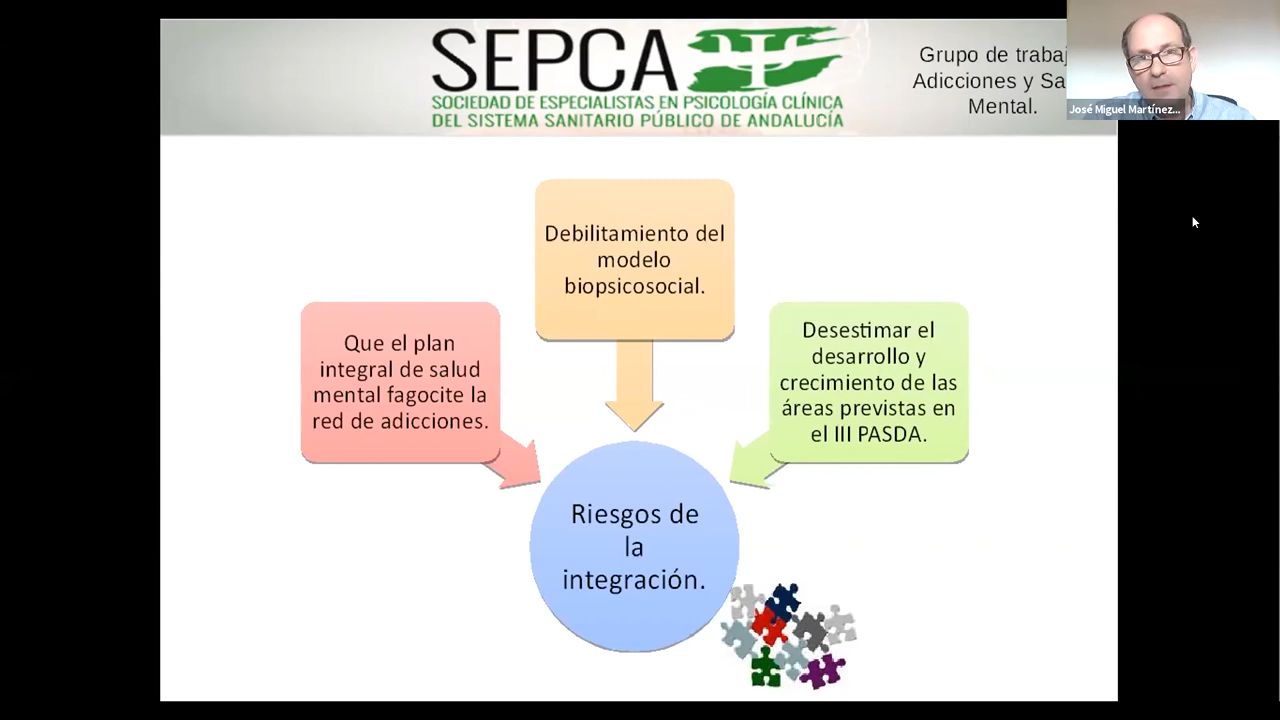 SEPCA
SOCIEDAD DE ESPECIALISTAS EN PSICOLOGÍA CLÍNICA
DEL SISTEMA SANITARIO PÚBLICO DE ANDALUCÍA
Grupo de trabaj
Adicciones y Sa
Mental.
José Miguel Martínez...
Debilitamiento del
modelo
biopsicosocial.
Que el plan
integral de salud
mental fagocite la
red de adicciones.
Desestimar el
desarrollo y
crecimiento de las
áreas previstas en
el III PASDA.
Riesgos de
la
integración.